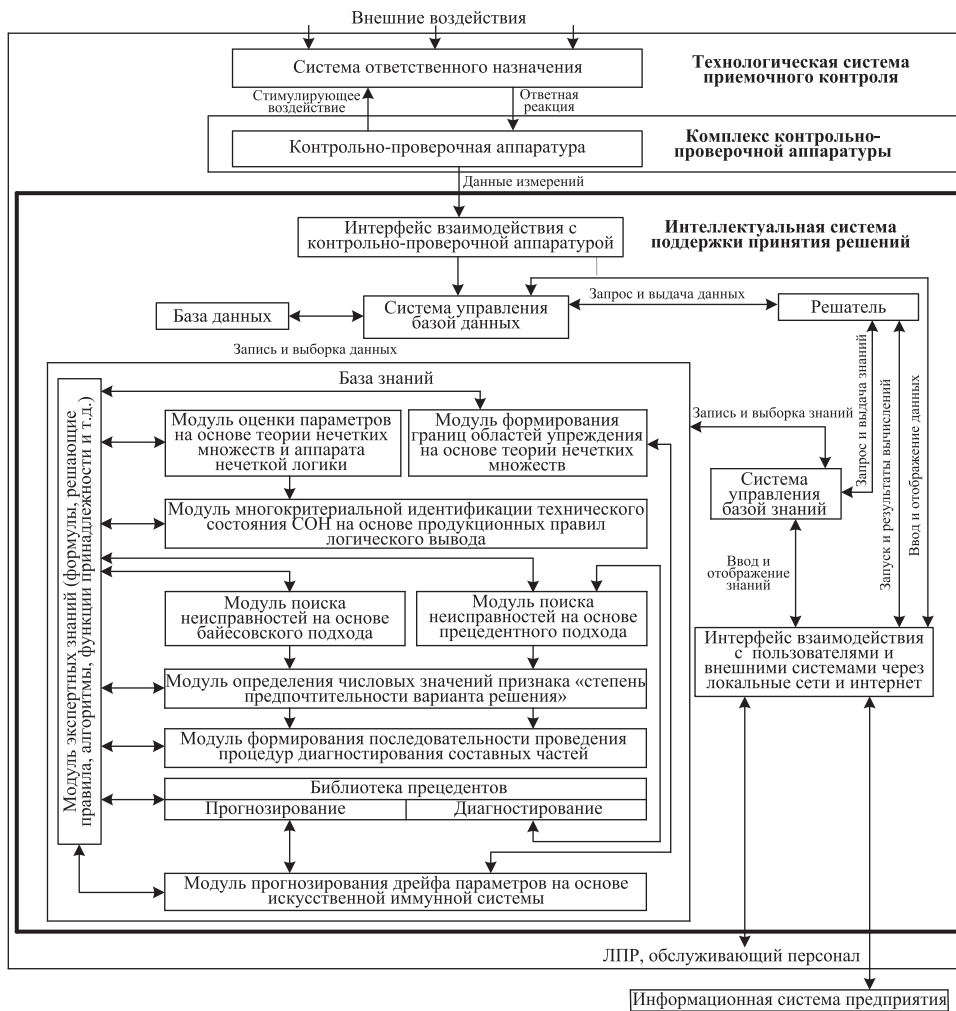 Внешние воздействия
Система ответственного назначения
Технологическая система
приемочного контроля
Стимулирующее
воздействие
Ответная
реакция
Контрольно-проверочная аппаратура
Комплекс контрольно-
проверочной аппаратуры
Данные измерений
Интерфейс взаимодействия с
контрольно-проверочной аппаратурой
Интеллектуальная система
поддержки принятия решений
База данных
Система управления
базой данных
Запрос и выдача данных
Решатель
Запись и выборка данных
База знаний
Модуль экспертных знаний (формулы, решающие
правила, алгоритмы, функции принадлежности и т.д.)
Модуль оценки параметров
на основе теории нечетких
множеств и аппарата
нечеткой логики
Модуль формирования
границ областей упреждения
на основе теории нечетких
множеств
Модуль многокритериальной идентификации технического
состояния СОН на основе продукционных правил
логического вывода
Модуль поиска
неисправностей на основе
байесовского подхода
Модуль поиска
неисправностей на основе
прецедентного подхода
Модуль определения числовых значений признака «степень
предпочтительности варианта решения»
Модуль формирования последовательности проведения
процедур диагностирования составных частей
Библиотека прецедентов
Прогнозирование
Диагностирование
Модуль прогнозирования дрейфа параметров на основе
искусственной иммунной системы
Запись и выборка знаний
Система
управления
базой знаний
Запрос и выдача знаний
Запуск и результаты вычислений
Ввод и отображение данных
Ввод и
отображение
знаний
Интерфейс взаимодействия
с пользователями и
внешними системами через
локальные сети и интернет
ЛПР, обслуживающий персонал
Информационная система предприятия